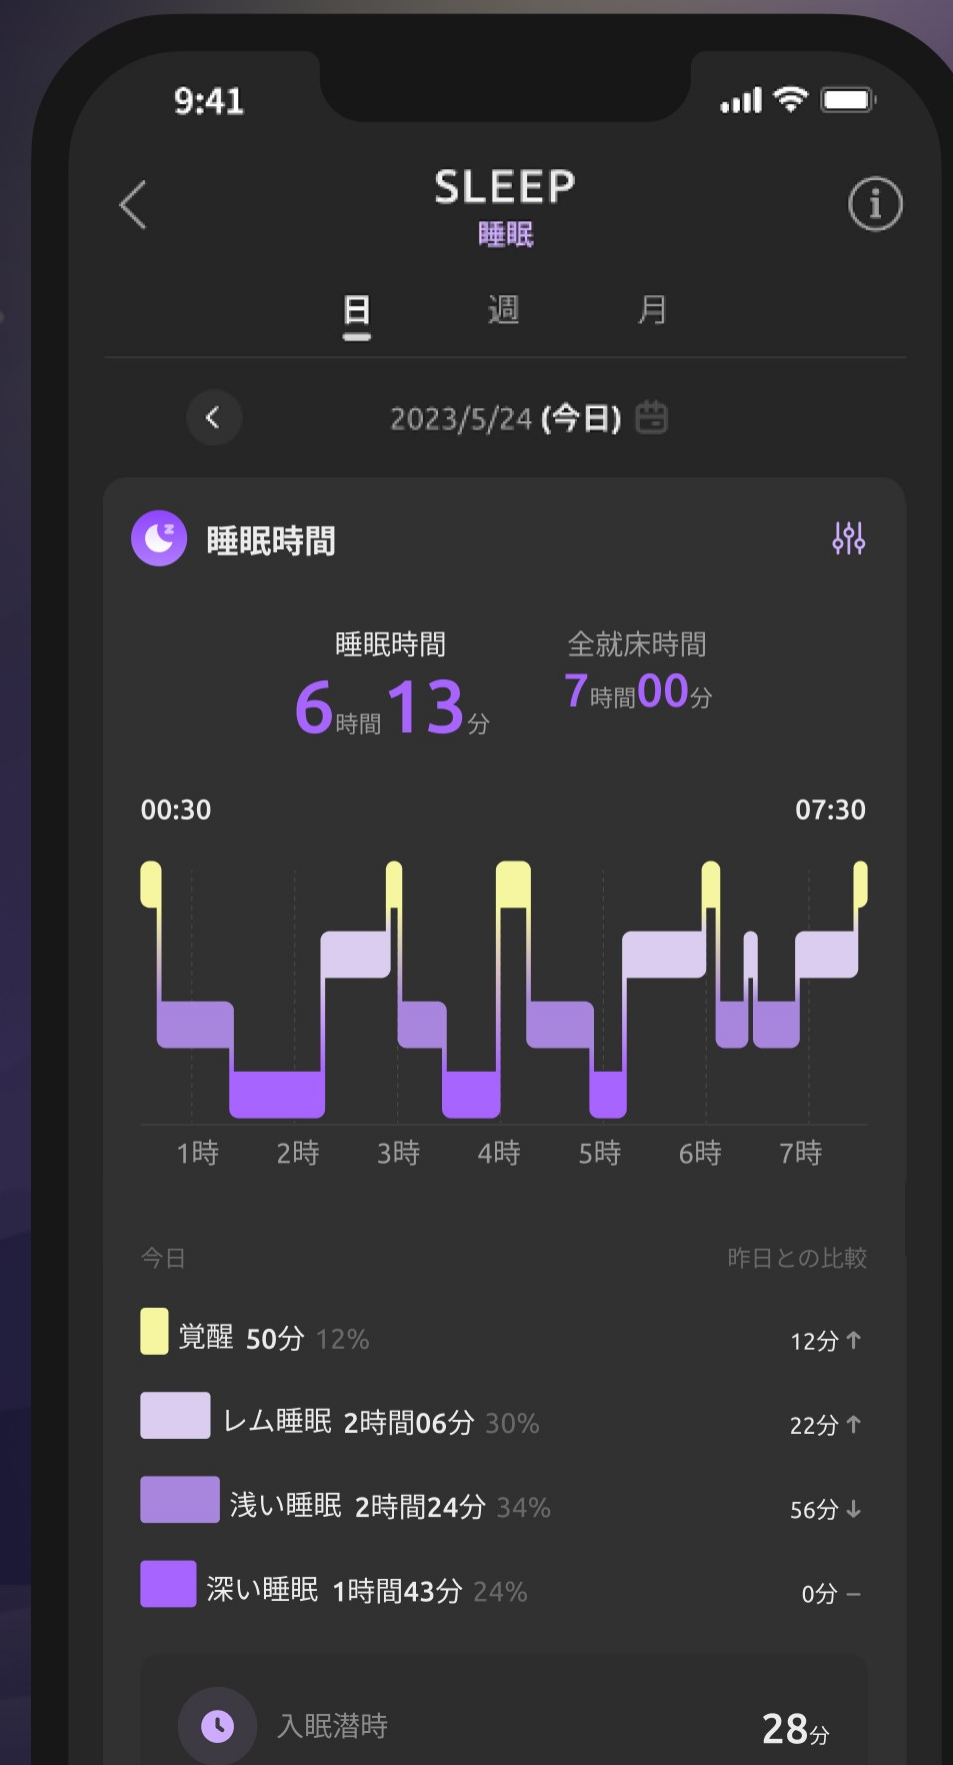 9:41
SLEEP
睡眠
日 週 月
2023/5/24 (今日)
睡眠時間
睡眠時間 全就床時間
6時間13分 7時間00分
00:30 07:30
1時 2時 3時 4時 5時 6時 7時
今日 昨日との比較
覚醒 50分 12% 12分↑
レム睡眠 2時間06分 30% 22分↑
浅い睡眠 2時間24分 34% 56分↓
深い睡眠 1時間43分 24% 0分 –
入眠潜時 28分